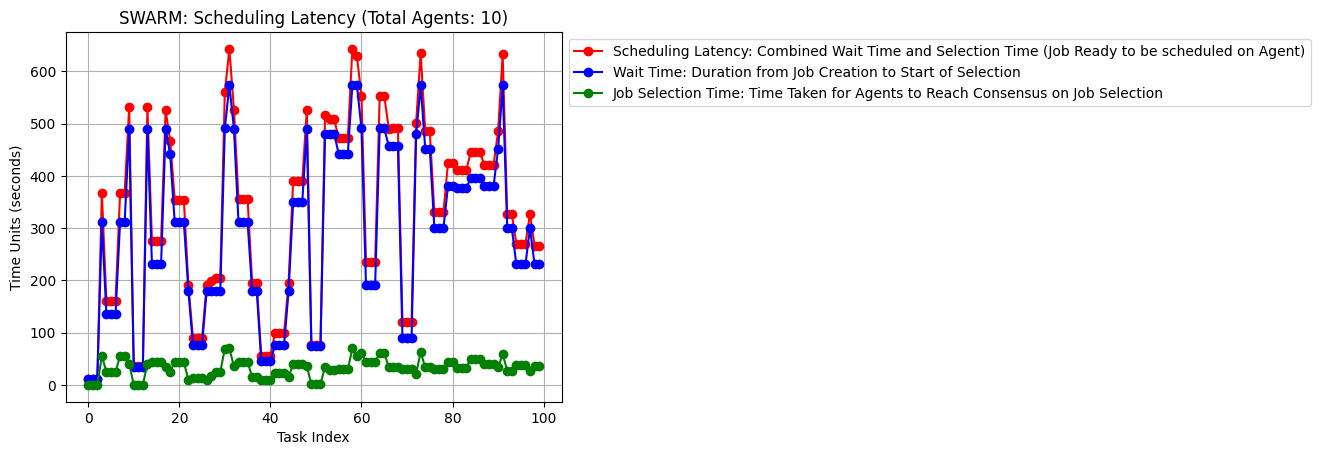 SWARM: Scheduling Latency (Total Agents: 10)
Scheduling Latency: Combined Wait Time and Selection Time (Job Ready to be scheduled on Agent)
Wait Time: Duration from Job Creation to Start of Selection
Job Selection Time: Time Taken for Agents to Reach Consensus on Job Selection
Time Units (seconds)
600
500
400
300
200
100
0
0 20 40 60 80 100
Task Index